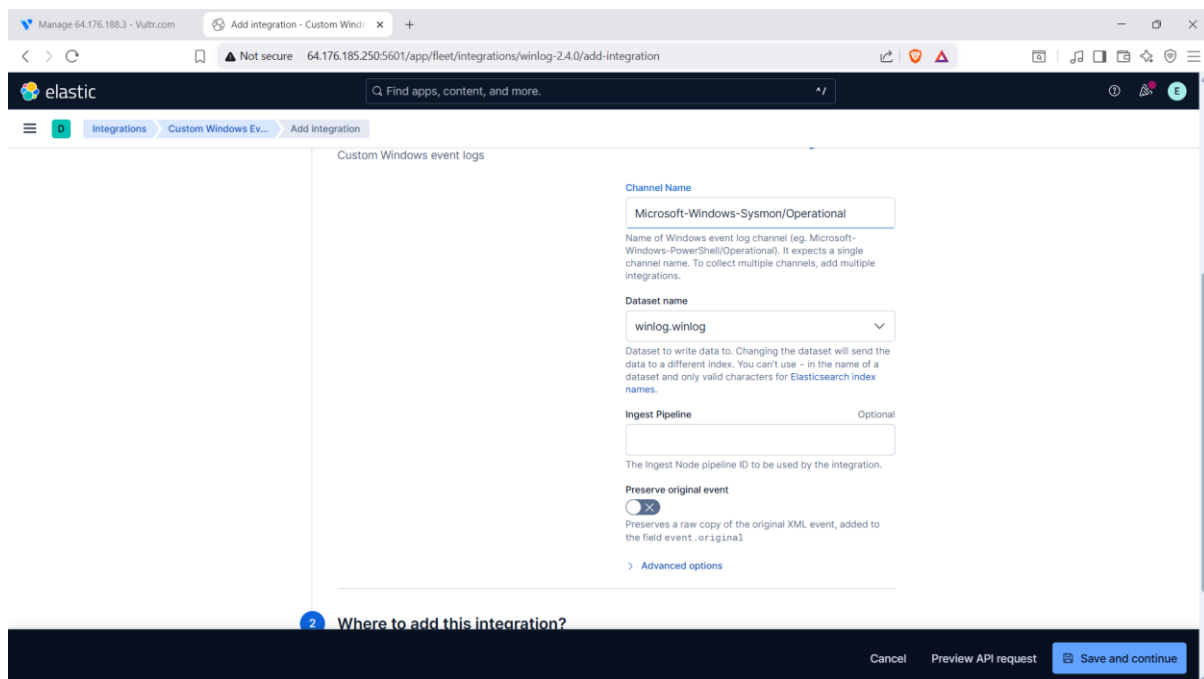 Manage 64.176.188.3 - Vultr.com
Add integration - Custom Windo
Not secure 64.176.185.250:5601/app/fleet/integrations/winlog-2.4.0/add-integration
elastic
Find apps, content, and more.
^/
E
D
Integrations
Custom Windows Ev...
Add integration
Custom Windows event logs
Channel Name
Microsoft-Windows-Sysmon/Operational
Name of Windows event log channel (eg. Microsoft-
Windows-PowerShell/Operational). It expects a single
channel name. To collect multiple channels, add multiple
integrations.
Dataset name
winlog.winlog
Dataset to write data to. Changing the dataset will send the
data to a different index. You can't use - in the name of a
dataset and only valid characters for Elasticsearch index
names.
Ingest Pipeline Optional
The Ingest Node pipeline ID to be used by the integration.
Preserve original event
Preserves a raw copy of the original XML event, added to
the field event.original
Advanced options
2 Where to add this integration?
Cancel
Preview API request
Save and continue